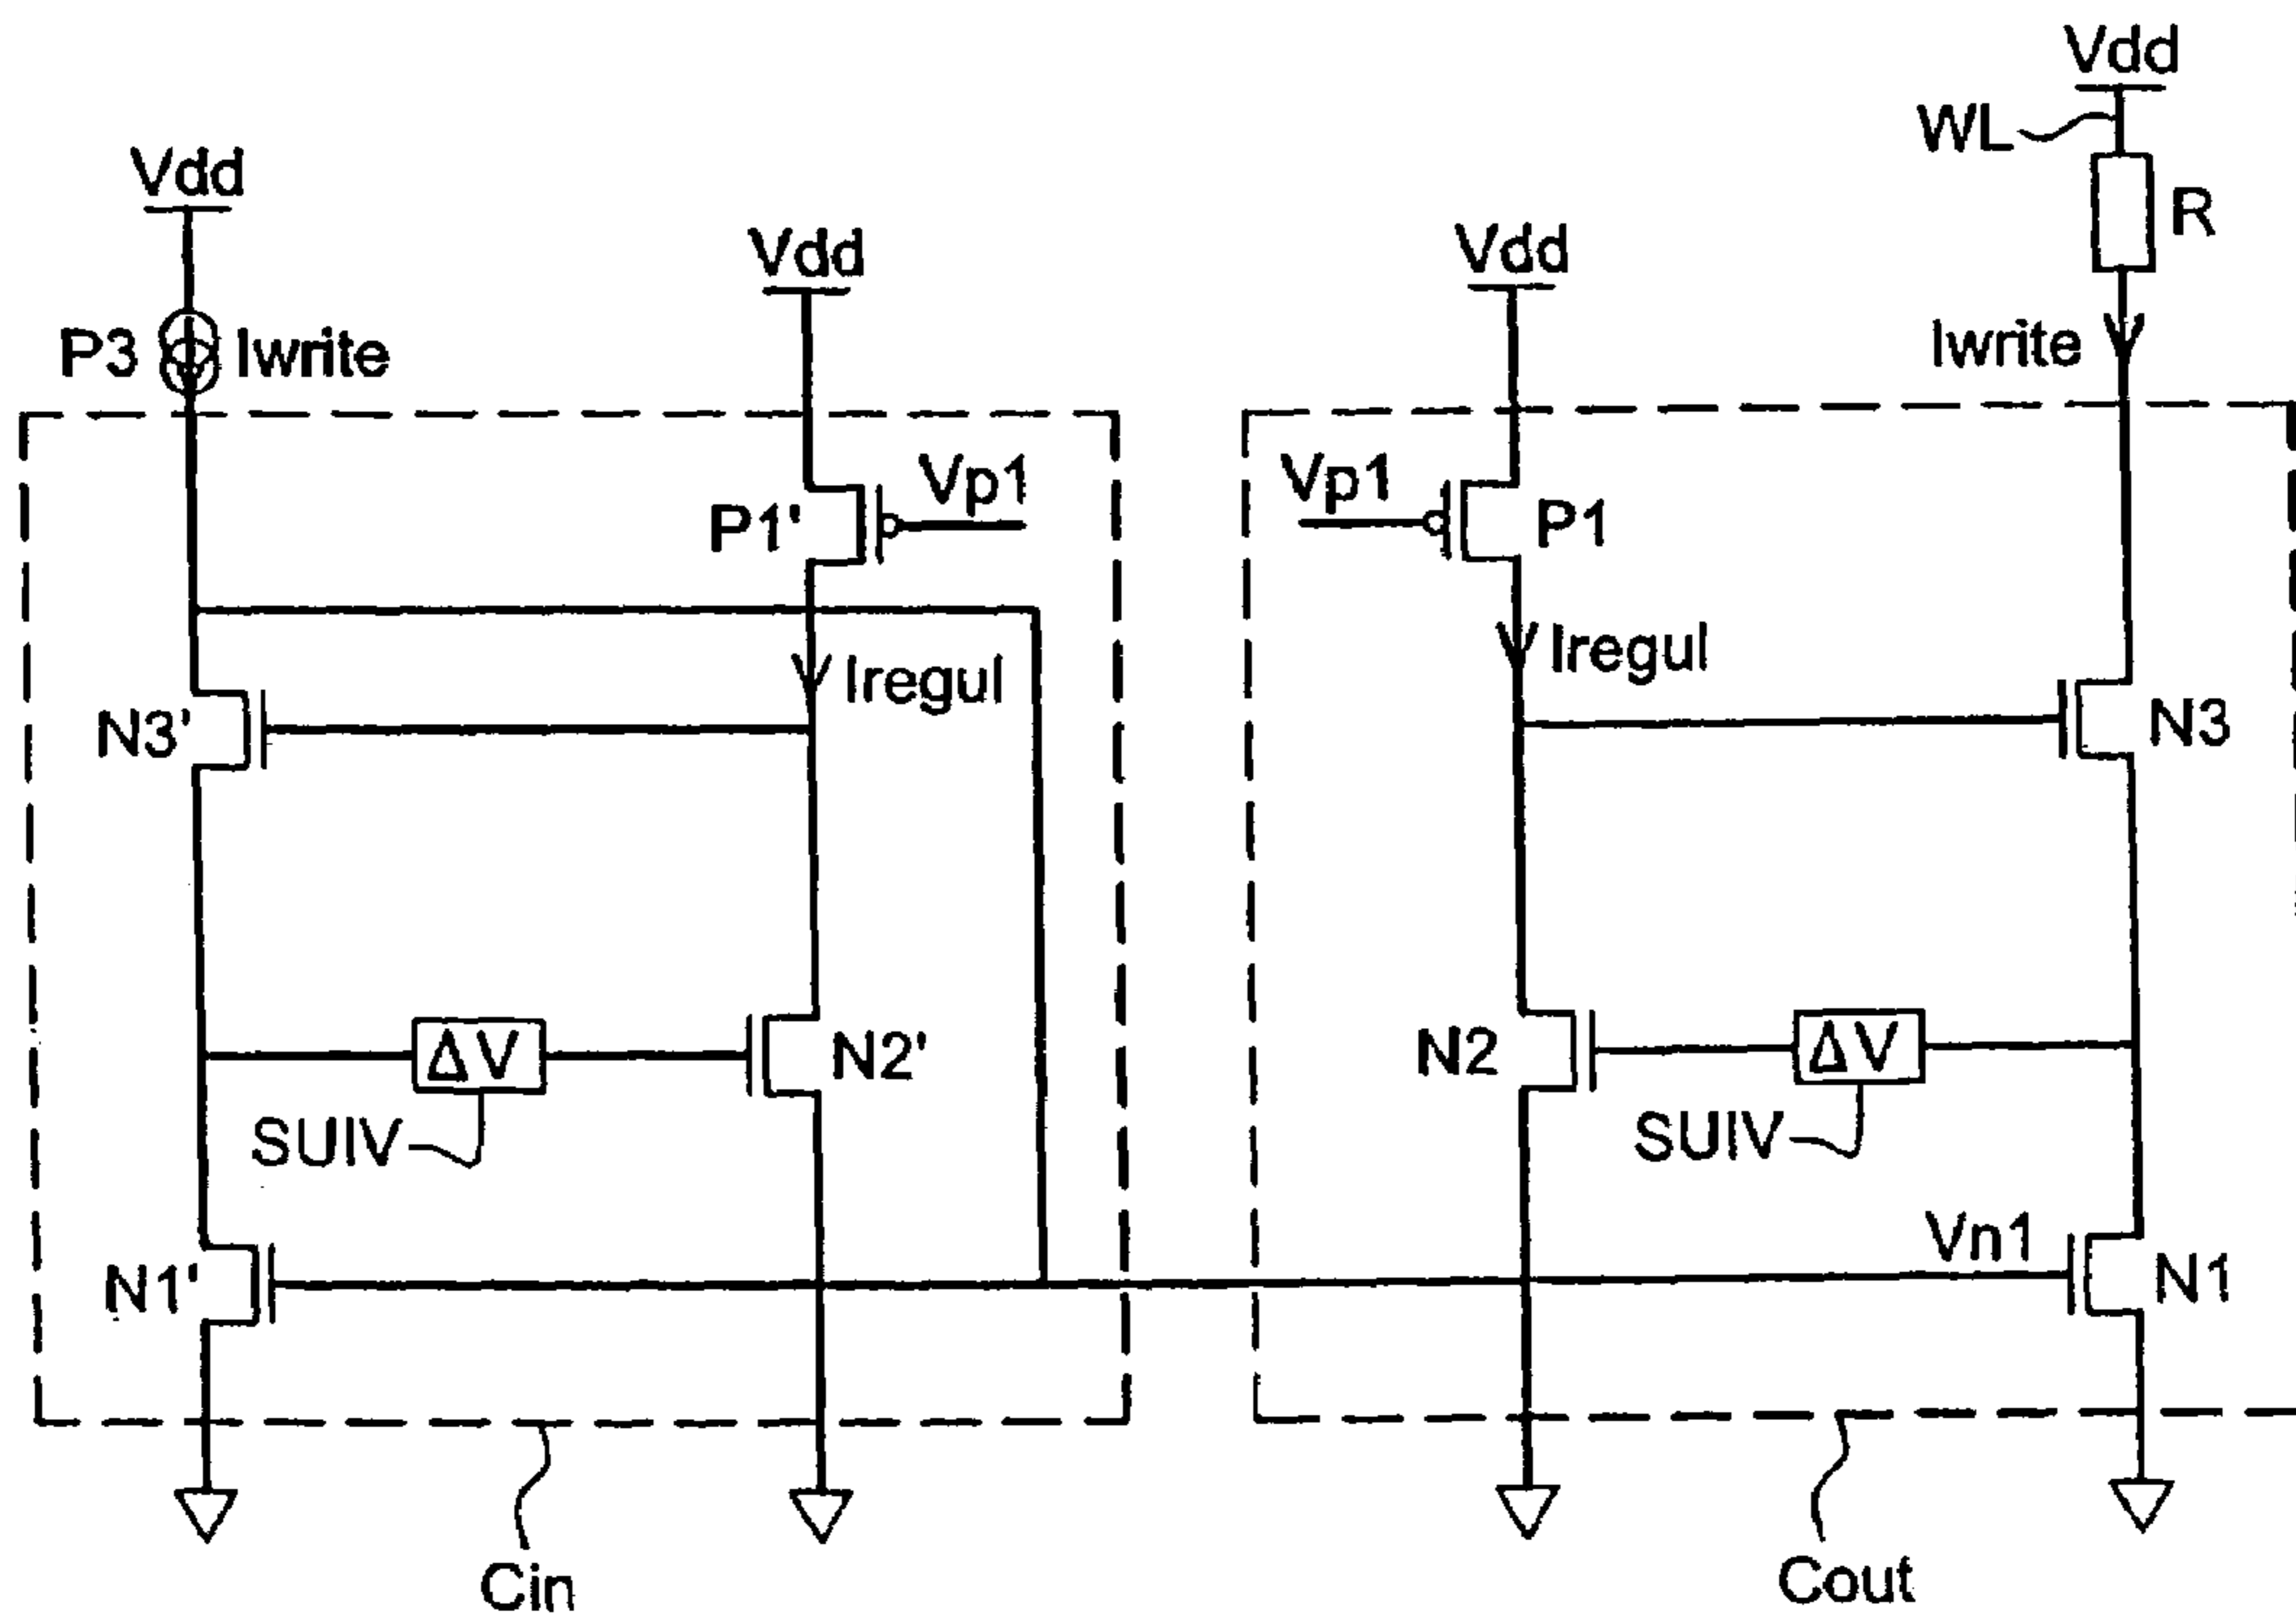 Vdd
WL
R
Vdd
Vdd
Vdd
P3
Iwrite
Iwrite
Vp1
P1'
Vp1
P1
Iregul
Iregul
N3'
N3
ΔV
N2'
N2
ΔV
SUIV
SUIV
Vn1
N1'
N1
Cin
Cout